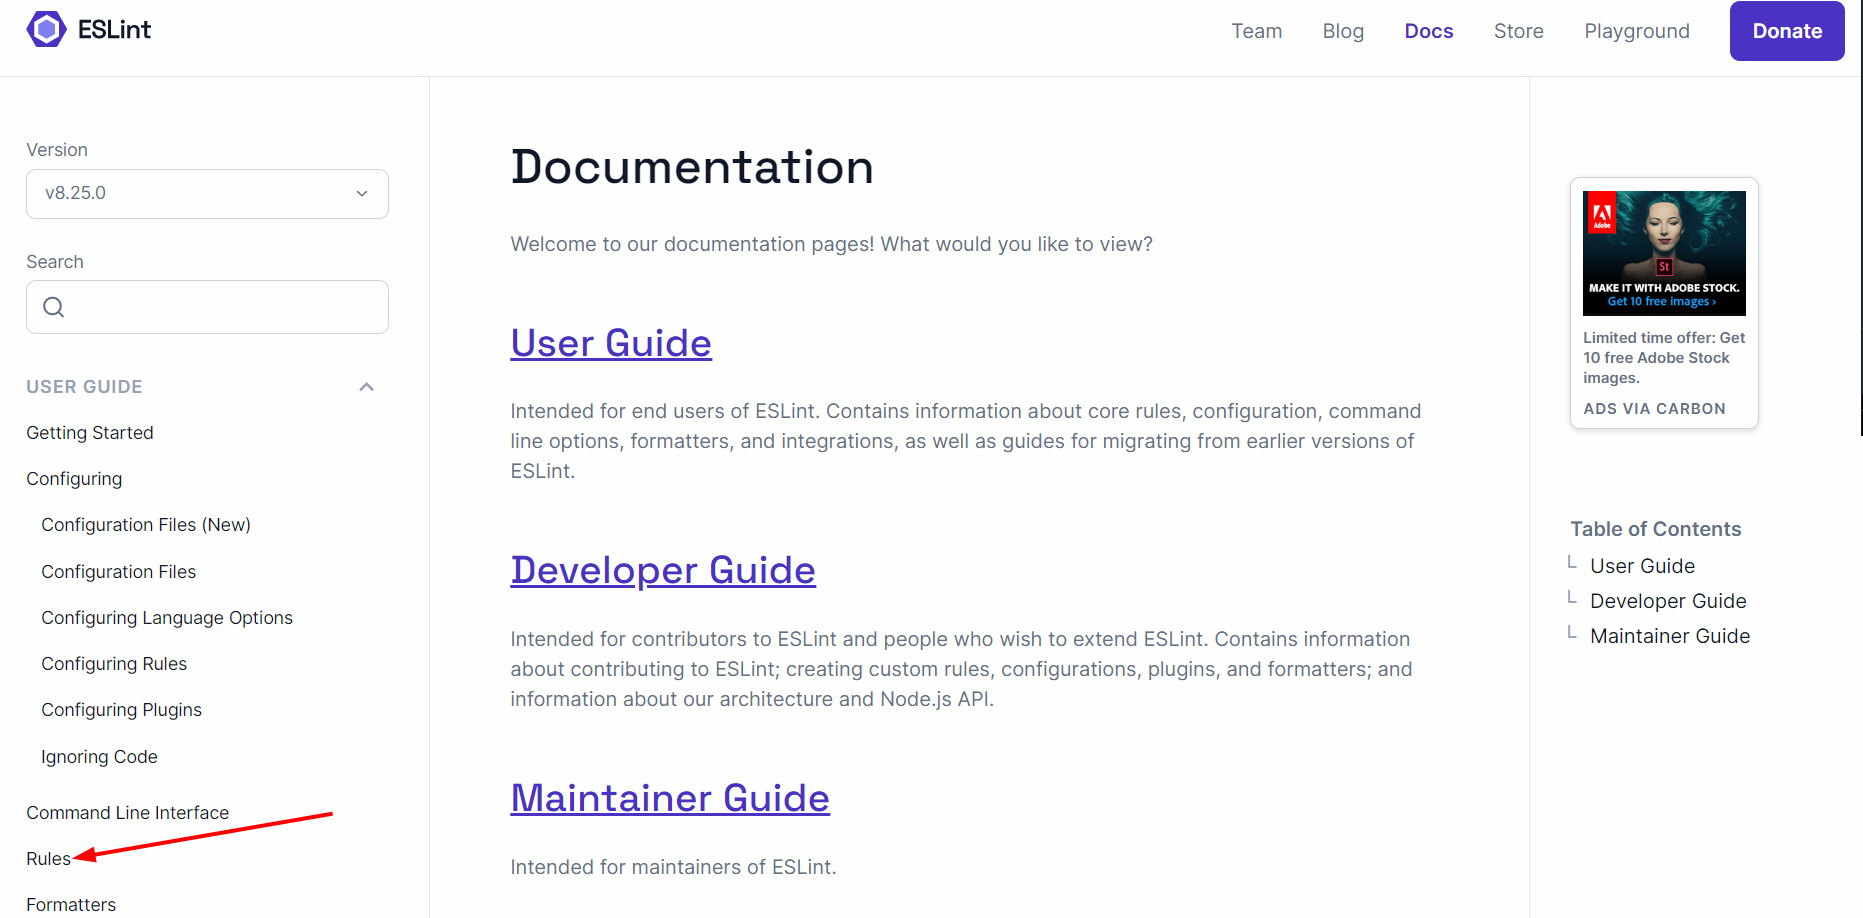 ESLint
Team
Blog
Docs
Store
Playground
Donate
Version
v8.25.0
Search
USER GUIDE
Getting Started
Configuring
Configuration Files (New)
Configuration Files
Configuring Language Options
Configuring Rules
Configuring Plugins
Ignoring Code
Command Line Interface
Rules
Formatters
Documentation
Welcome to our documentation pages! What would you like to view?
User Guide
Intended for end users of ESLint. Contains information about core rules, configuration, command
line options, formatters, and integrations, as well as guides for migrating from earlier versions of
ESLint.
Developer Guide
Intended for contributors to ESLint and people who wish to extend ESLint. Contains information
about contributing to ESLint; creating custom rules, configurations, plugins, and formatters; and
information about our architecture and Node.js API.
Maintainer Guide
Intended for maintainers of ESLint.
Adobe
St
MAKE IT WITH ADOBE STOCK.
Get 10 free images ›
Limited time offer: Get
10 free Adobe Stock
images.
ADS VIA CARBON
Table of Contents
User Guide
Developer Guide
Maintainer Guide